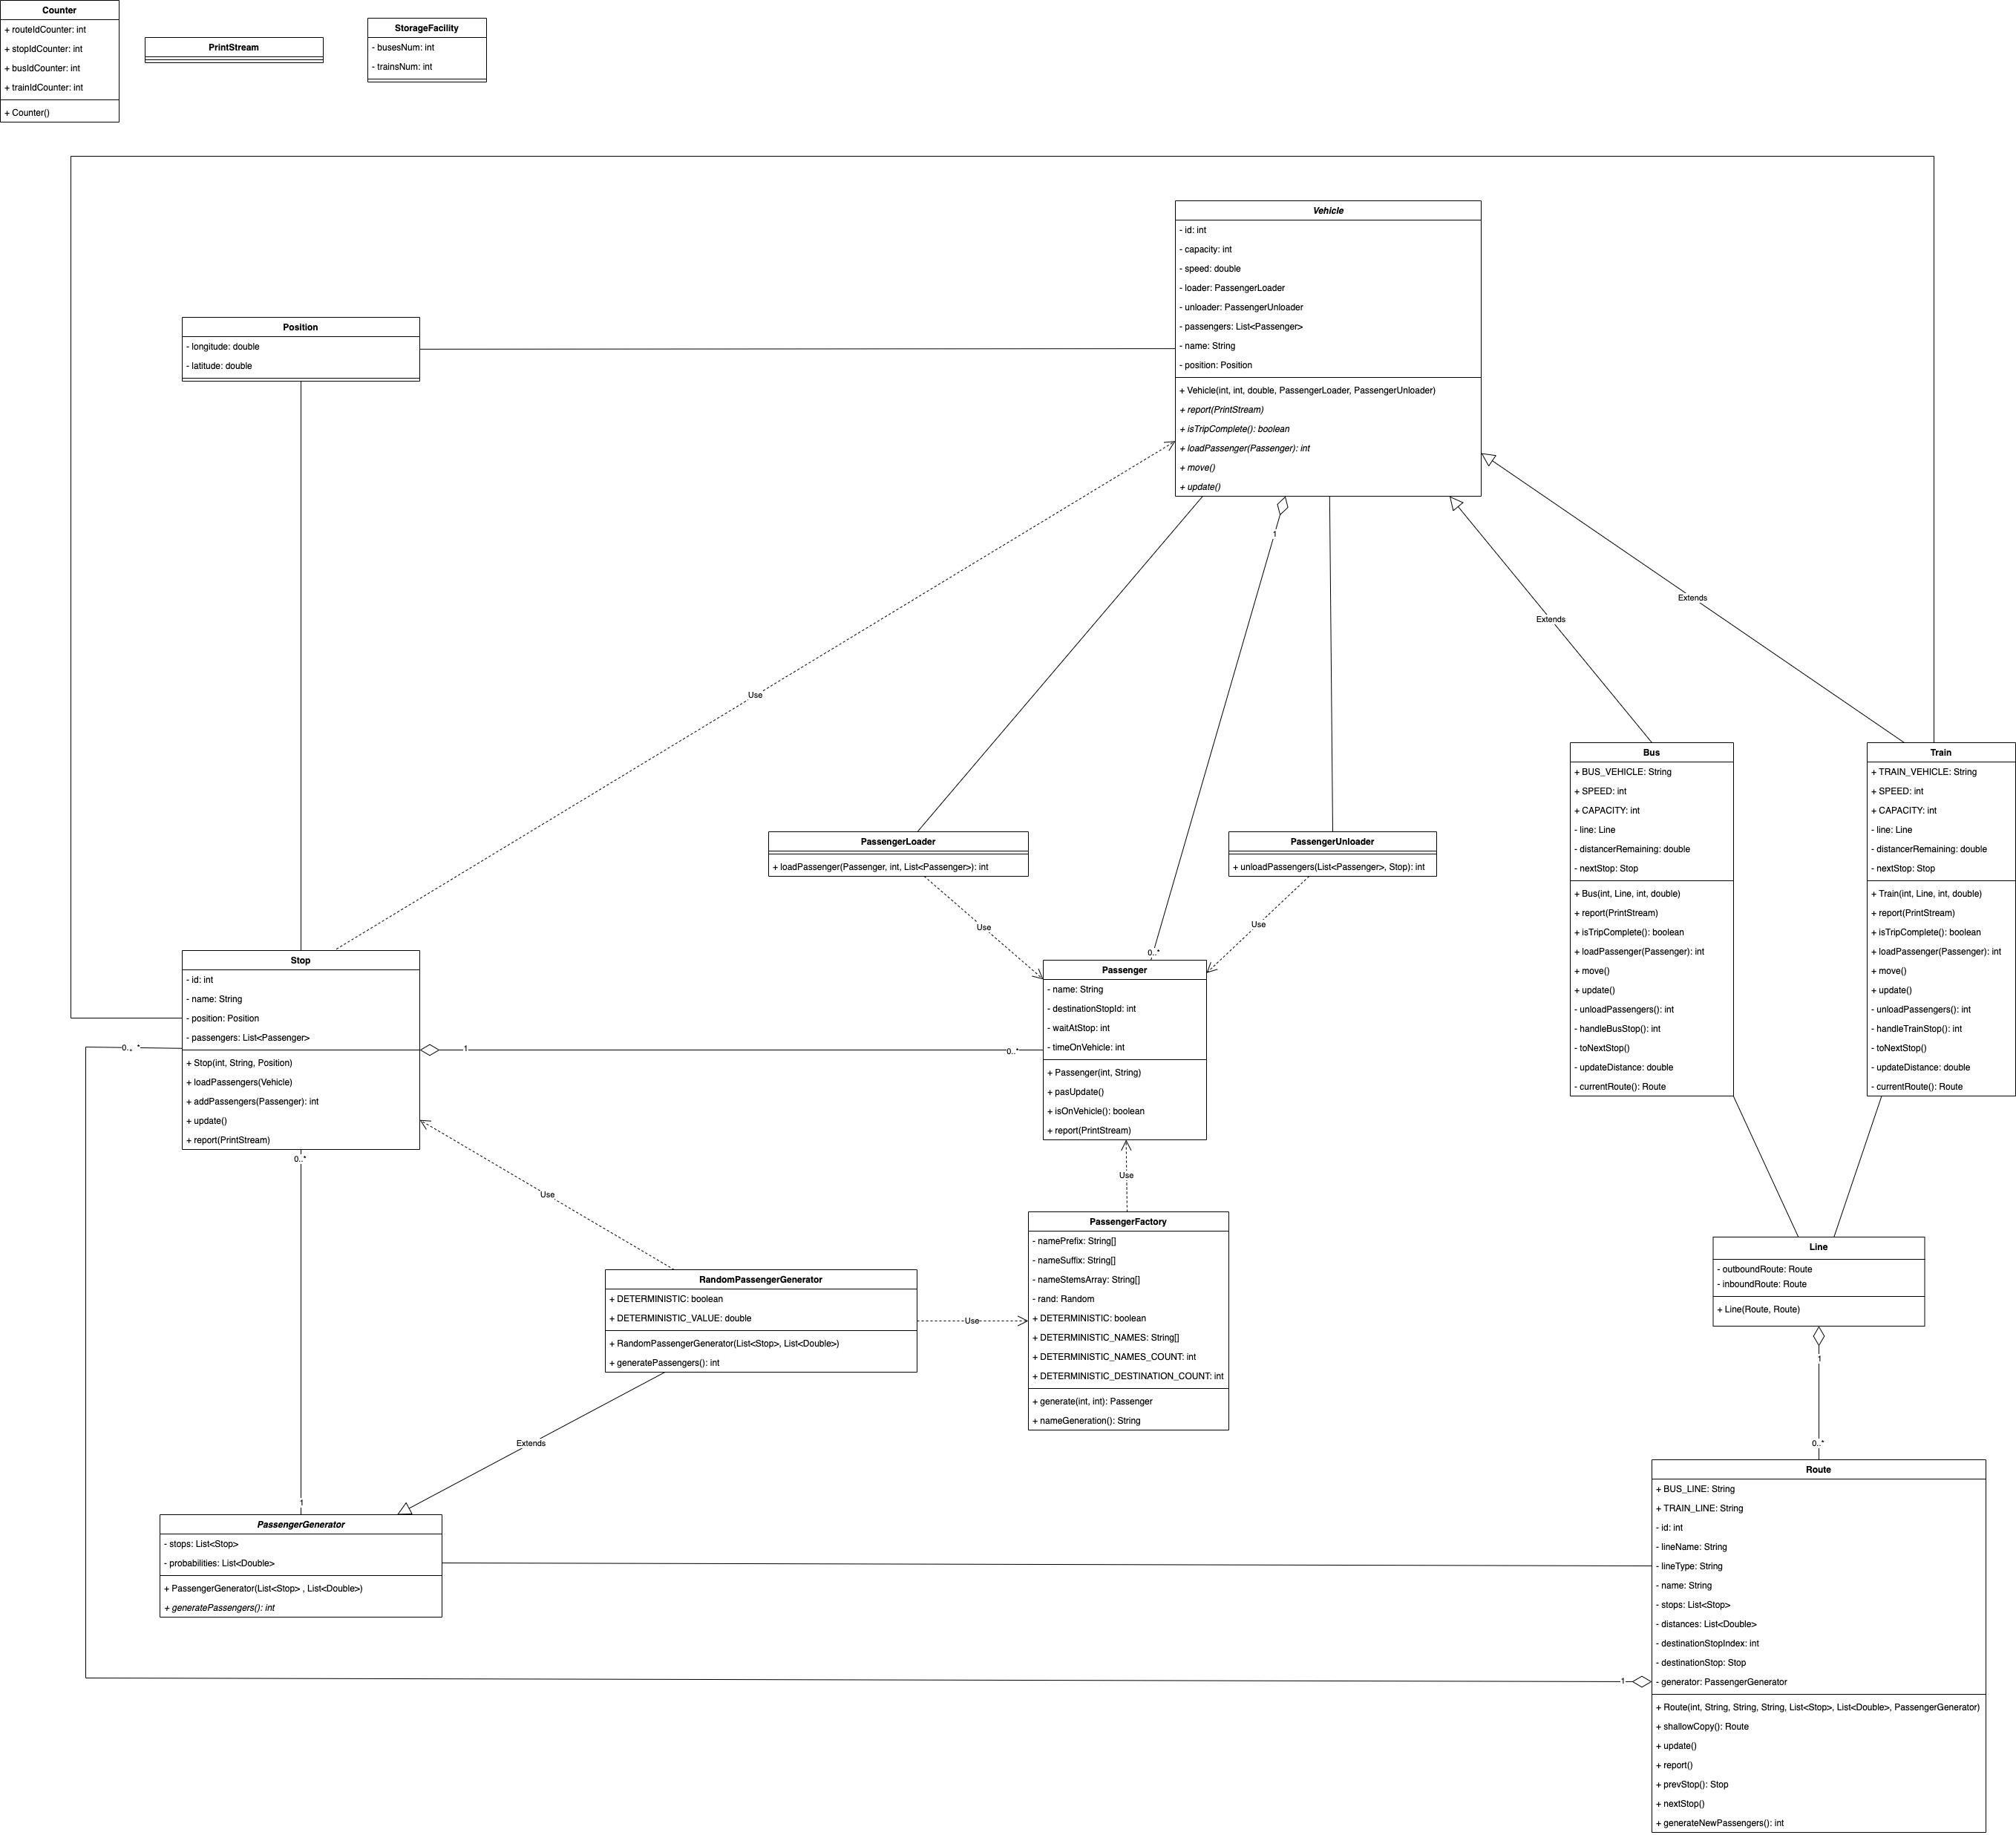 Counter
+ routeIdCounter: int
+ stopIdCounter: int
+ busIdCounter: int
+ trainIdCounter: int
+ Counter()
PrintStream
StorageFacility
- busesNum: int
- trainsNum: int
Vehicle
- id: int
- capacity: int
- speed: double
- loader: PassengerLoader
- unloader: PassengerUnloader
- passengers: List<Passenger>
- name: String
- position: Position
+ Vehicle(int, int, double, PassengerLoader, PassengerUnloader)
+ report(PrintStream)
+ isTripComplete(): boolean
+ loadPassenger(Passenger): int
+ move()
+ update()
Position
- longitude: double
- latitude: double
1
Extends
Extends
Use
Bus
+ BUS_VEHICLE: String
+ SPEED: int
+ CAPACITY: int
- line: Line
- distancerRemaining: double
- nextStop: Stop
+ Bus(int, Line, int, double)
+ report(PrintStream)
+ isTripComplete(): boolean
+ loadPassenger(Passenger): int
+ move()
+ update()
- unloadPassengers(): int
- handleBusStop(): int
- toNextStop()
- updateDistance: double
- currentRoute(): Route
Train
+ TRAIN_VEHICLE: String
+ SPEED: int
+ CAPACITY: int
- line: Line
- distancerRemaining: double
- nextStop: Stop
+ Train(int, Line, int, double)
+ report(PrintStream)
+ isTripComplete(): boolean
+ loadPassenger(Passenger): int
+ move()
+ update()
- unloadPassengers(): int
- handleTrainStop(): int
- toNextStop()
- updateDistance: double
- currentRoute(): Route
PassengerLoader
+ loadPassenger(Passenger, int, List<Passenger>): int
PassengerUnloader
+ unloadPassengers(List<Passenger>, Stop): int
Use
Use
0..*
Stop
- id: int
- name: String
- position: Position
- passengers: List<Passenger>
+ Stop(int, String, Position)
+ loadPassengers(Vehicle)
+ addPassengers(Passenger): int
+ update()
+ report(PrintStream)
0.. *
1
0..*
Passenger
- name: String
- destinationStopId: int
- waitAtStop: int
- timeOnVehicle: int
+ Passenger(int, String)
+ pasUpdate()
+ isOnVehicle(): boolean
+ report(PrintStream)
0..*
Use
Use
PassengerFactory
- namePrefix: String[]
- nameSuffix: String[]
- nameStemsArray: String[]
- rand: Random
+ DETERMINISTIC: boolean
+ DETERMINISTIC_NAMES: String[]
+ DETERMINISTIC_NAMES_COUNT: int
+ DETERMINISTIC_DESTINATION_COUNT: int
+ generate(int, int): Passenger
+ nameGeneration(): String
Line
- outboundRoute: Route
- inboundRoute: Route
+ Line(Route, Route)
RandomPassengerGenerator
+ DETERMINISTIC: boolean
+ DETERMINISTIC_VALUE: double
+ RandomPassengerGenerator(List<Stop>, List<Double>)
+ generatePassengers(): int
Use
1
0..*
Extends
1
PassengerGenerator
- stops: List<Stop>
- probabilities: List<Double>
+ PassengerGenerator(List<Stop> , List<Double>)
+ generatePassengers(): int
Route
+ BUS_LINE: String
+ TRAIN_LINE: String
- id: int
- lineName: String
- lineType: String
- name: String
- stops: List<Stop>
- distances: List<Double>
- destinationStopIndex: int
- destinationStop: Stop
- generator: PassengerGenerator
+ Route(int, String, String, String, List<Stop>, List<Double>, PassengerGenerator)
+ shallowCopy(): Route
+ update()
+ report()
+ prevStop(): Stop
+ nextStop()
+ generateNewPassengers(): int
1